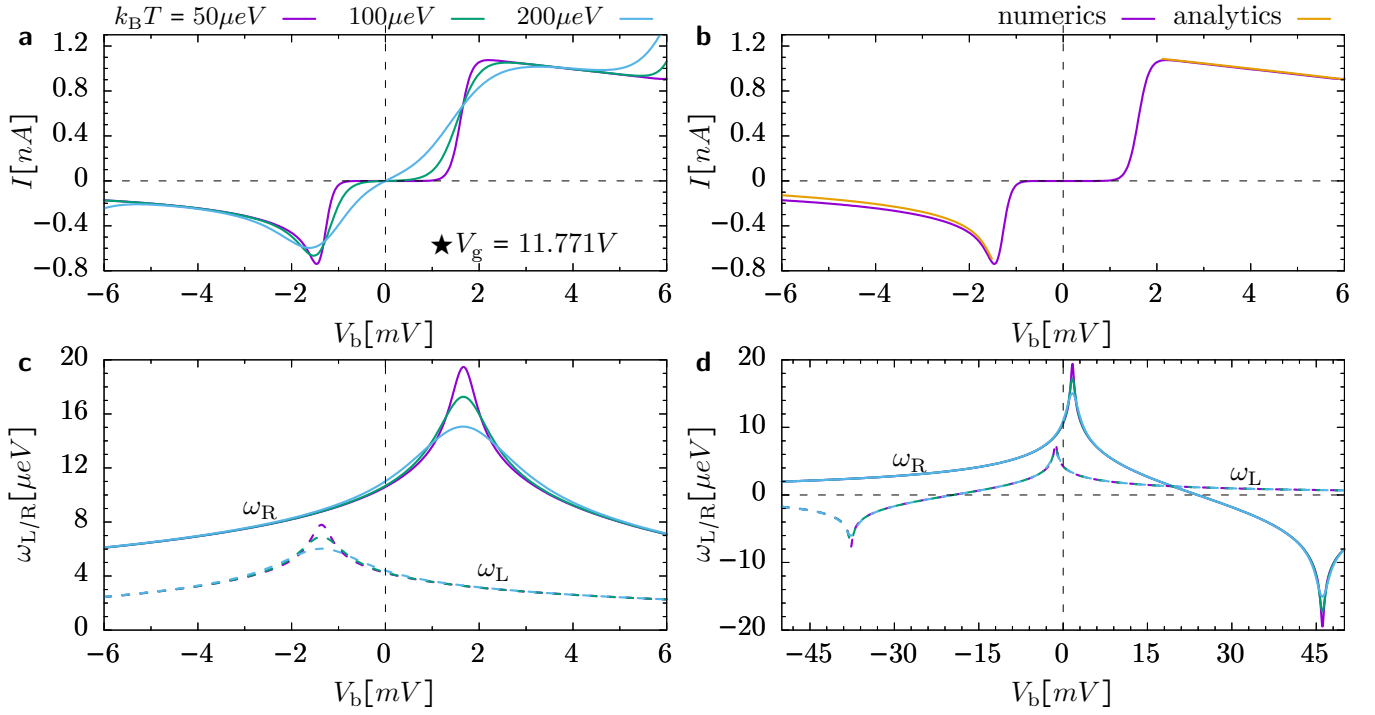 k_B T = 50μeV 100μeV 200μeV
numerics analytics
a
1.2
0.8
0.4
0
−0.4
−0.8
I[nA]
★V_g = 11.771V
−6 −4 −2 0 2 4 6
V_b[mV]
b
1.2
0.8
0.4
0
−0.4
−0.8
I[nA]
−6 −4 −2 0 2 4 6
V_b[mV]
c
20
16
12
8
4
0
ω_L/R[μeV]
ω_R
ω_L
−6 −4 −2 0 2 4 6
V_b[mV]
d
20
10
0
−10
−20
ω_L/R[μeV]
ω_R
ω_L
−45 −30 −15 0 15 30 45
V_b[mV]